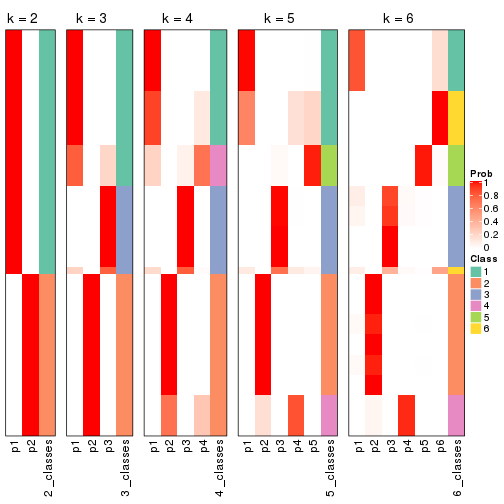 k = 2
k = 3
k = 4
k = 5
k = 6
p1
p2
2_classes
p1
p2
p3
3_classes
p1
p2
p3
p4
4_classes
p1
p2
p3
p4
p5
5_classes
p1
p2
p3
p4
p5
p6
6_classes
Prob
1
0.8
0.6
0.4
0.2
0
Class
1
2
3
4
5
6